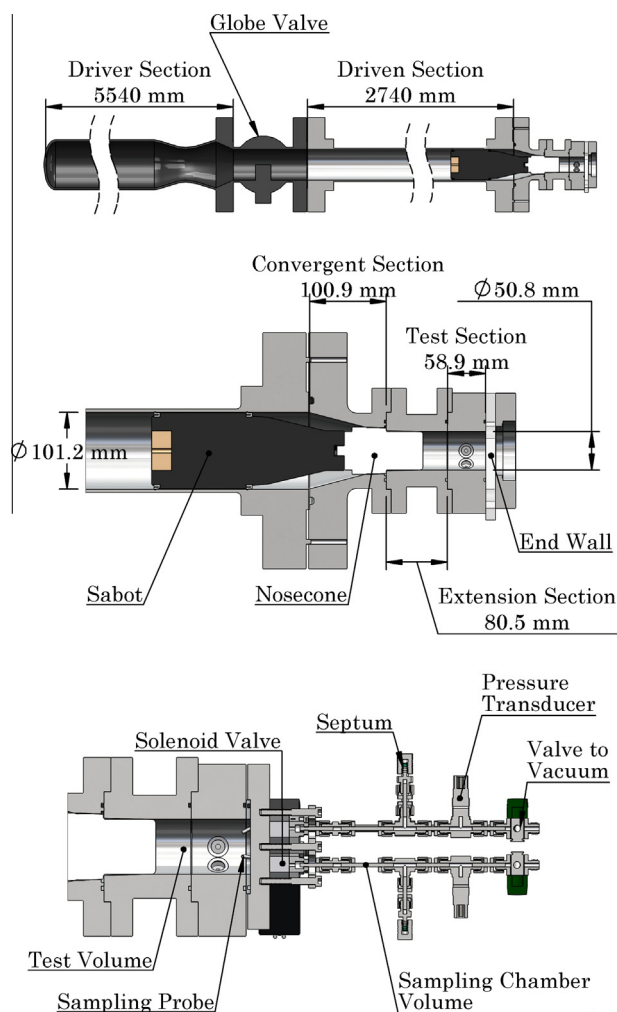 Globe Valve
Driver Section
5540 mm
Driven Section
2740 mm
Convergent Section
100.9 mm
Ø50.8 mm
Test Section
58.9 mm
Ø101.2 mm
End Wall
Sabot
Nosecone
Extension Section
80.5 mm
Pressure
Transducer
Septum
Solenoid Valve
Valve to
Vacuum
Test Volume
Sampling Probe
Sampling Chamber
Volume